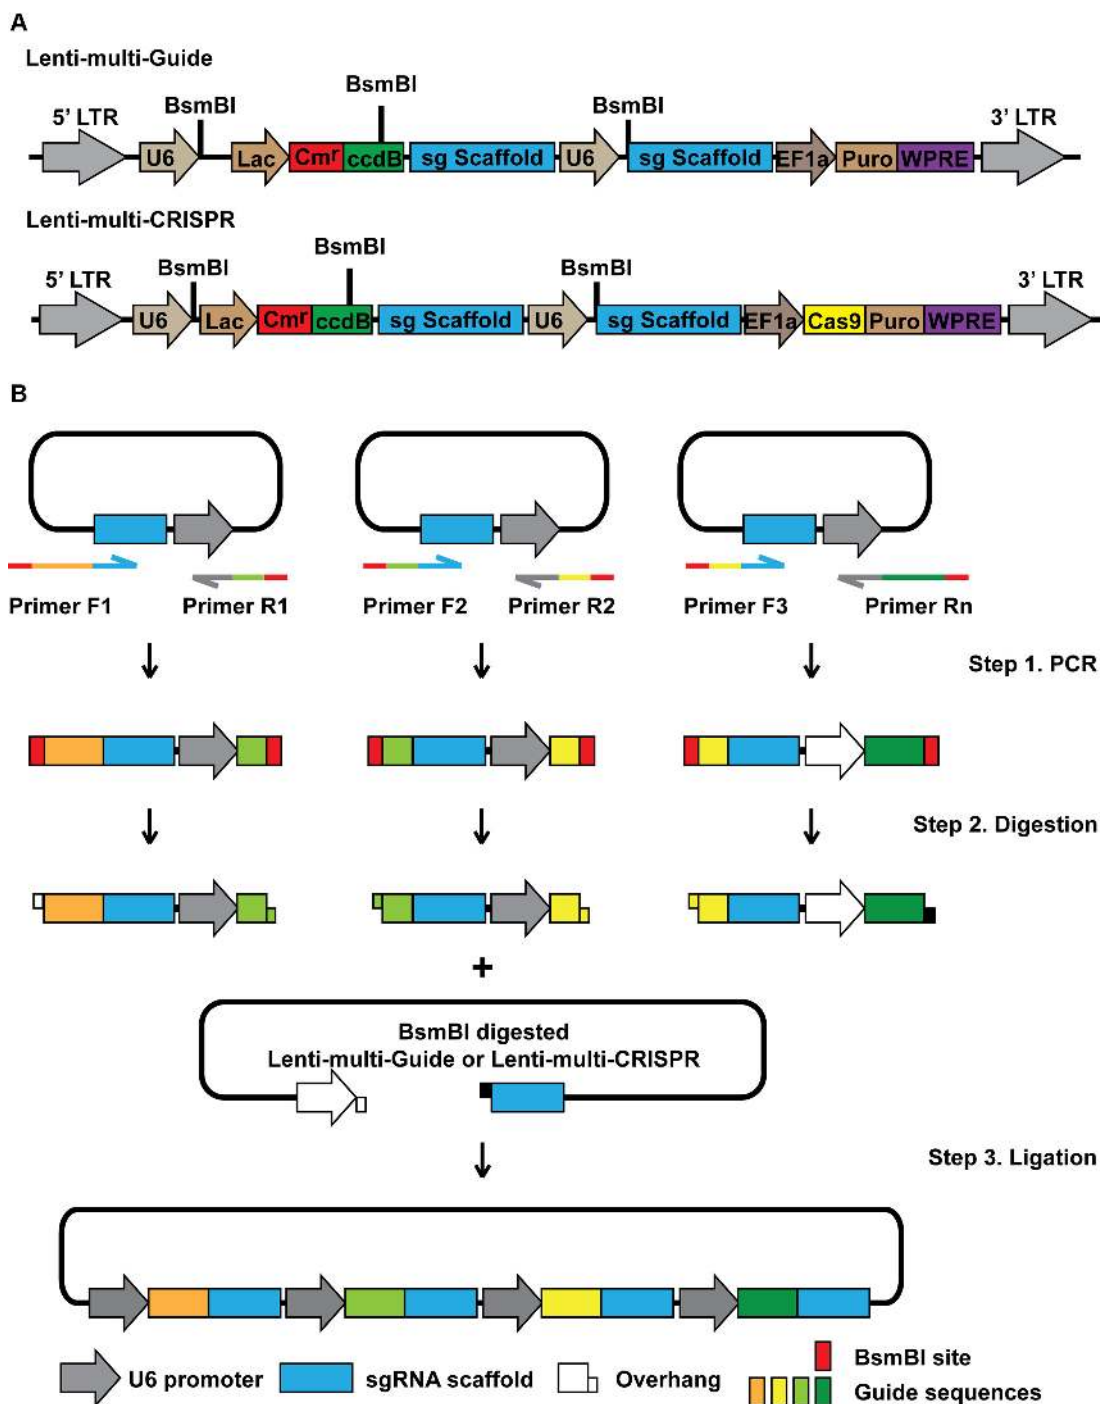 A
Lenti-multi-Guide
5' LTR
BsmBI
BsmBI
BsmBI
3' LTR
U6
Lac
Cmr
ccdB
sg Scaffold
U6
sg Scaffold
EF1a
Puro
WPRE
Lenti-multi-CRISPR
5' LTR
BsmBI
BsmBI
BsmBI
3' LTR
U6
Lac
Cmr
ccdB
sg Scaffold
U6
sg Scaffold
EF1a
Cas9
Puro
WPRE
B
Primer F1
Primer R1
Primer F2
Primer R2
Primer F3
Primer Rn
Step 1. PCR
Step 2. Digestion
+
BsmBI digested
Lenti-multi-Guide or Lenti-multi-CRISPR
Step 3. Ligation
U6 promoter
sgRNA scaffold
Overhang
BsmBI site
Guide sequences